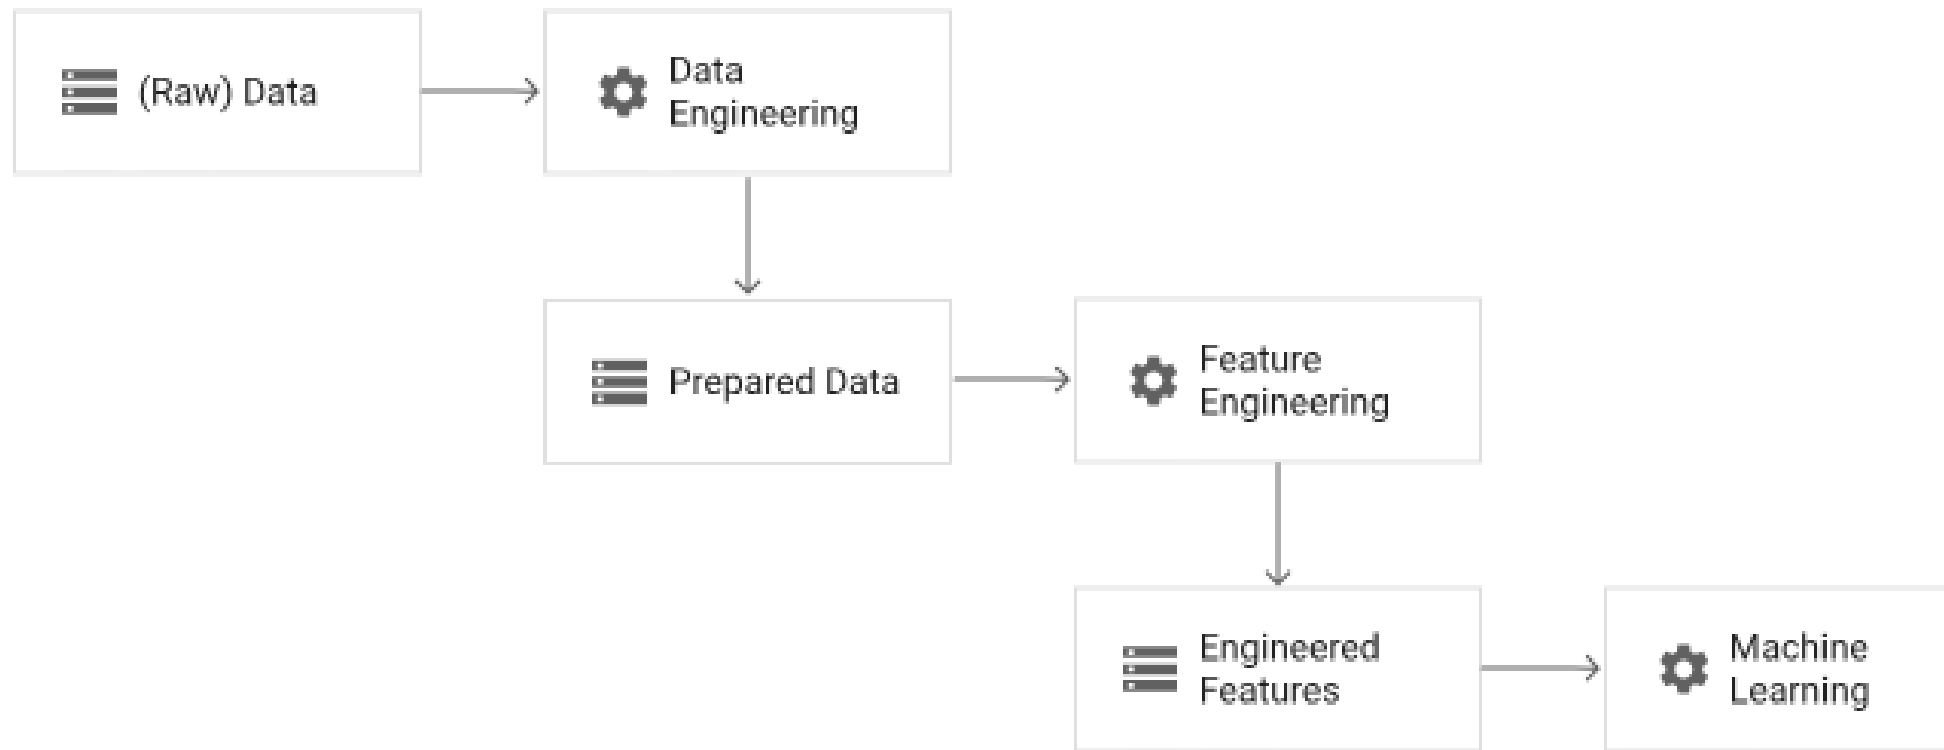 (Raw) Data
Data
Engineering
Prepared Data
Feature
Engineering
Engineered
Features
Machine
Learning